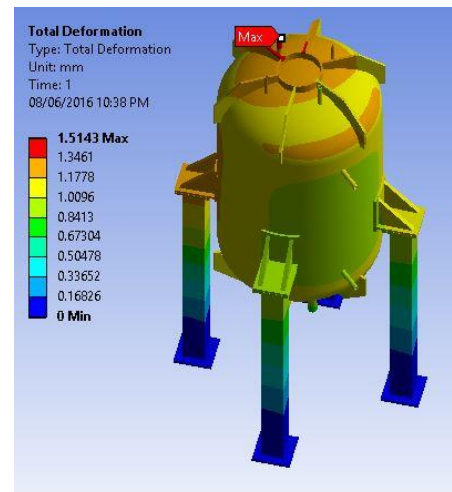 Total Deformation
Type: Total Deformation
Unit: mm
Time: 1
08/06/2016 10:38 PM
1.5143 Max
1.3461
1.1778
1.0096
0.8413
0.67304
0.50478
0.33652
0.16826
0 Min
Max